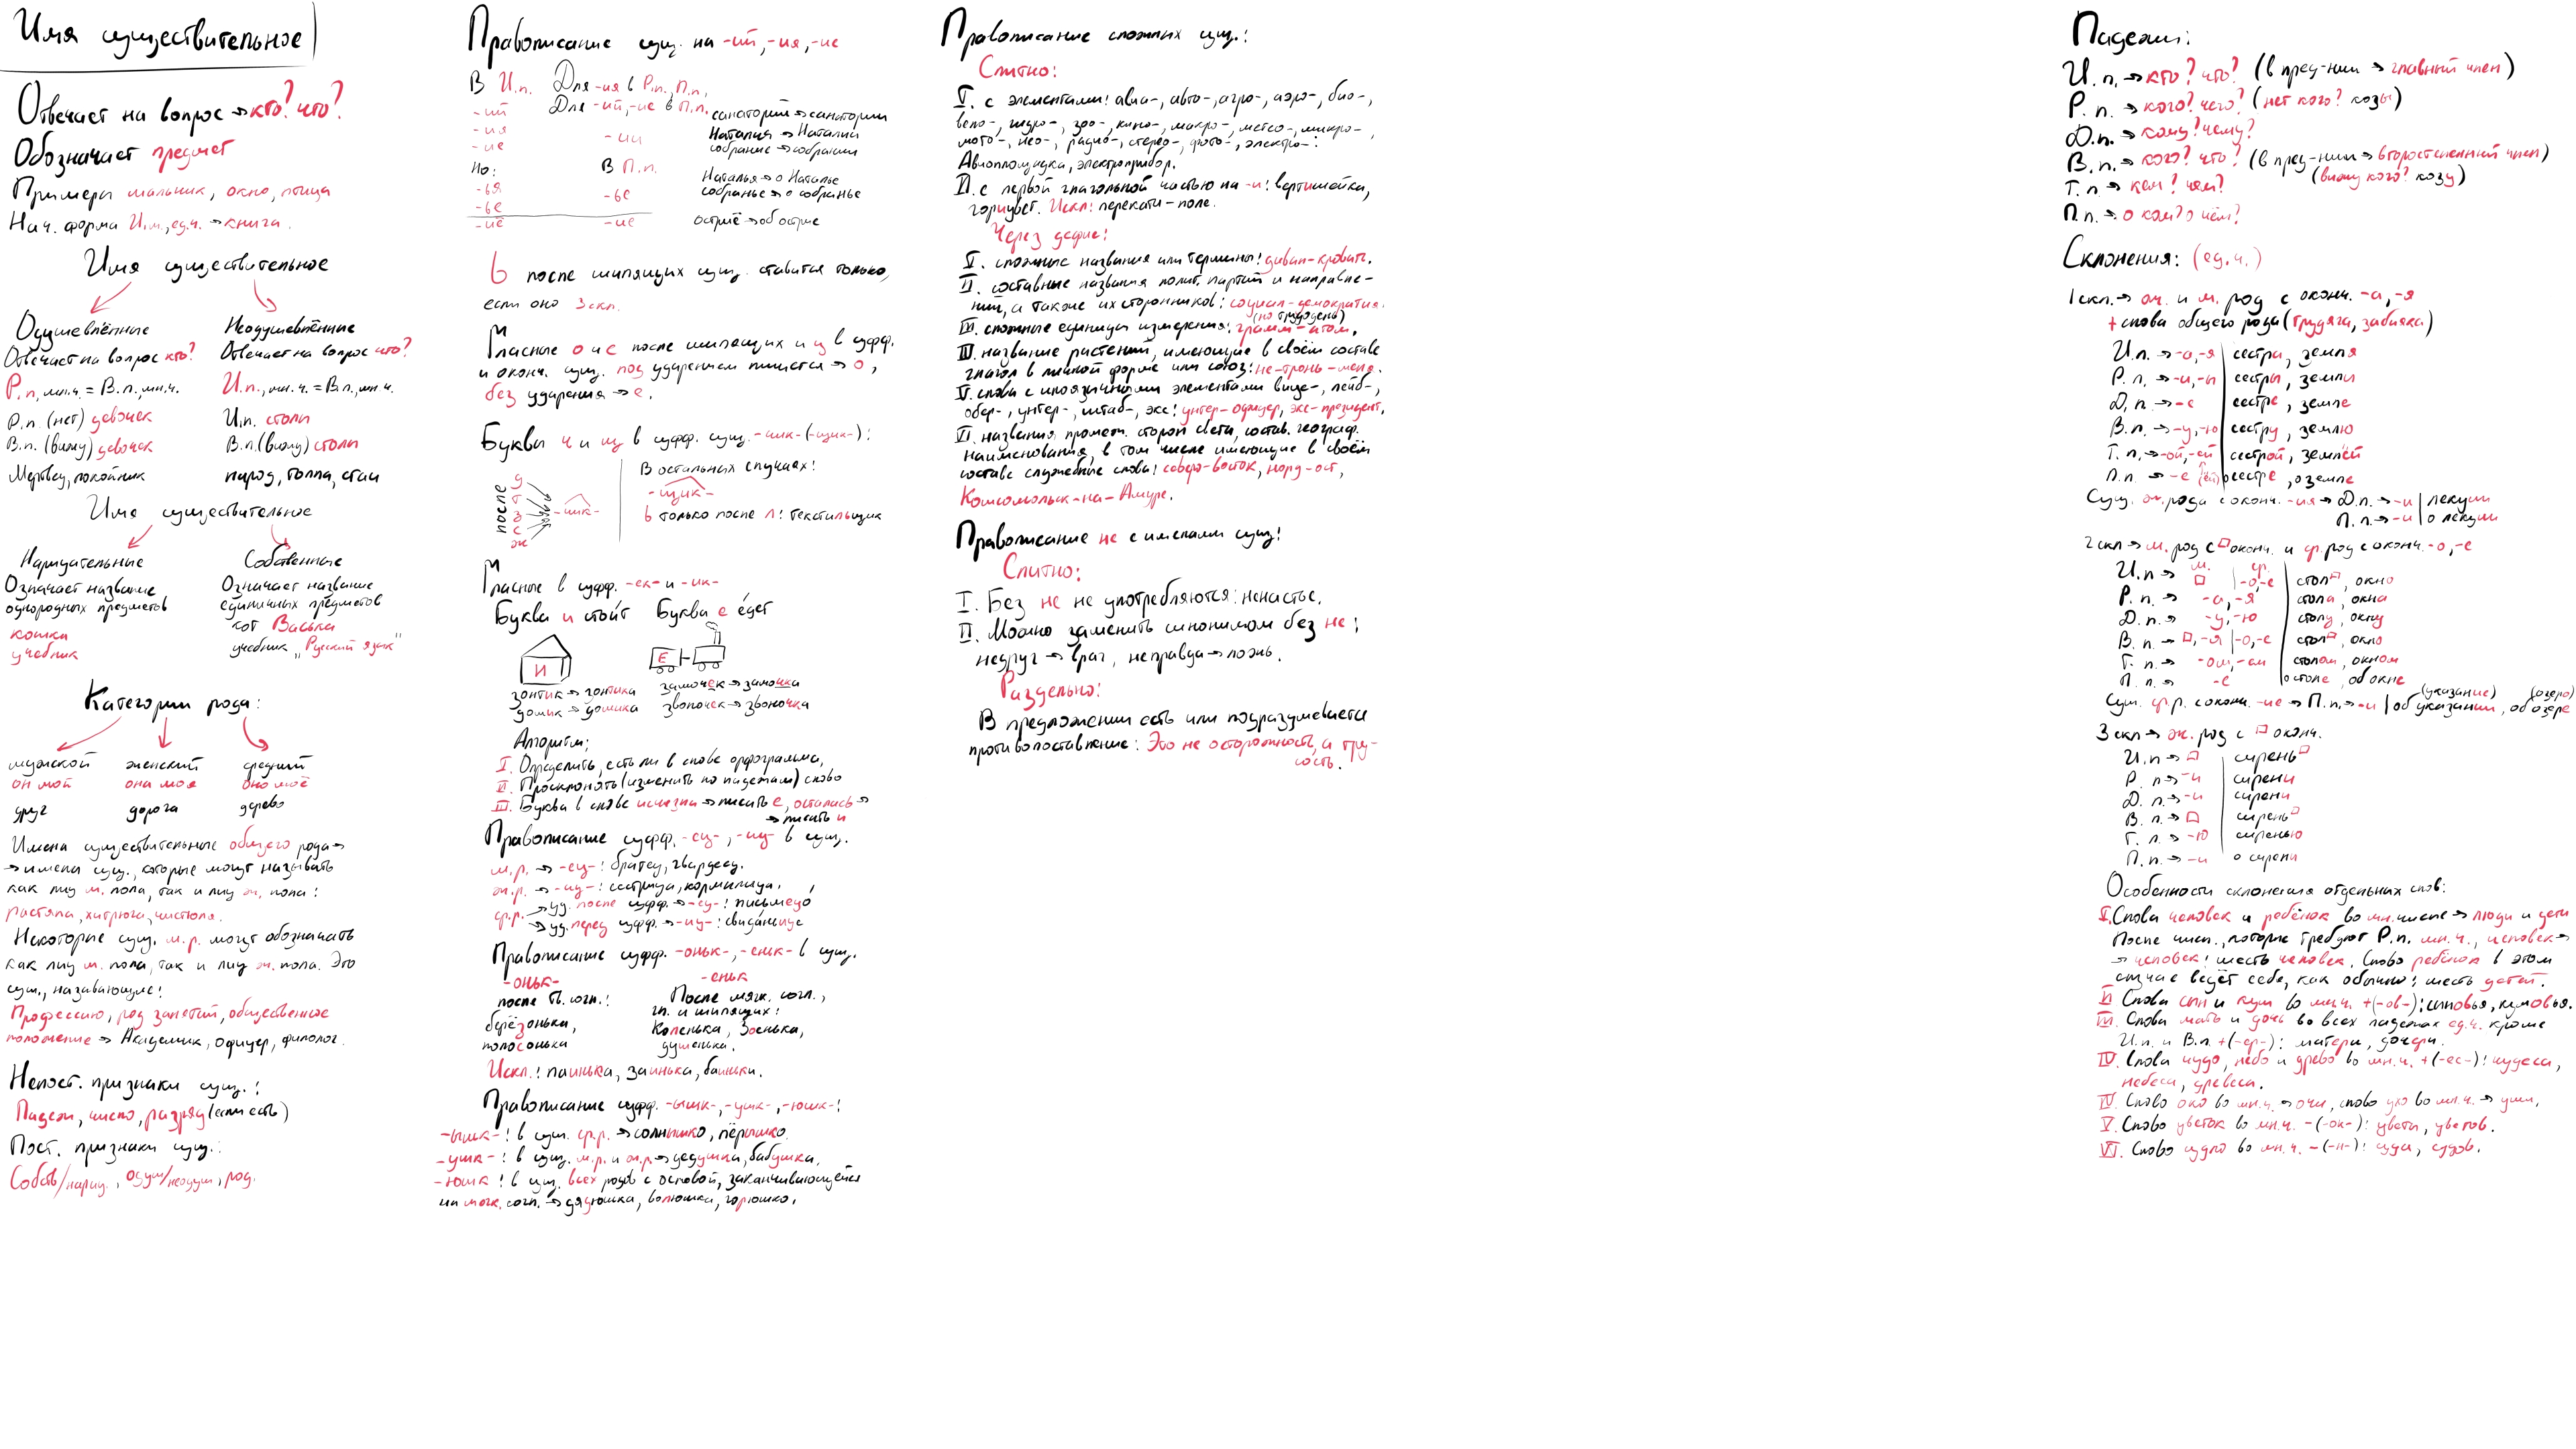 Имя существительное
Отвечает на вопрос → кто? что?
Обозначает предмет
Примеры мальчик, окно, птица
Нач. форма И.п., ед.ч. → книга.
Имя существительное
Одушевлённые
Отвечает на вопрос кто?
Р.п., мн.ч. = В.п., мн.ч.
Р.п. (нет) девочек
В.п. (вижу) девочек
Мертвец, покойник
Неодушевлённые
Отвечает на вопрос что?
И.п., мн.ч. = В.п., мн.ч.
И.п. столы
В.п. (вижу) столы
народ, толпа, стаи
Имя существительное
Нарицательные
Означает название
однородных предметов
кошка
учебник
Собственные
Означает название
единичных предметов
кот Васька
учебник „Русский язык“
Категории рода:
мужской женский средний
он мой она моя оно моё
друг дорога дерево
Имена существительные общего рода →
→ имена сущ., которые могут называть
как лиц м. пола, так и лиц ж. пола:
растяпа, хитрюга, чистюля.
Некоторые сущ. м.р. могут обозначать
как лиц м. пола, так и лиц ж. пола. Это
сущ., называющие:
Профессию, род занятий, общественное
положение → Академик, офицер, филолог.
Непост. признаки сущ.:
Падеж, число, разряд (если есть)
Пост. признаки сущ.:
Собств/нариц., одуш/неодуш, род.
Правописание сущ. на -ий, -ия, -ие
В И.п. Для -ия в Р.п., П.п.,
Для -ий, -ие в П.п.
-ий
-ия
-ие
-ии
санаторий → санатории
Наталия → Наталии
собрание → собрании
Но: В П.п.
-ья
-ье
-ье
Наталья → о Наталье
собранье → о собранье
-иё -ие остриё → об острие
Ь после шипящих сущ. ставится только,
если оно 3 скл.
Гласные о и е после шипящих и ц в суфф.
и оконч. сущ. под ударением пишется → о,
без ударения → е.
Буквы ч и щ в суфф. сущ. -чик- (-щик-):
после
д
т
з
с
ж
-чик-
В остальных случаях:
-щик-
ь только после л: текстильщик
Гласные в суфф. -ек- и -ик-
Буква и стои́т Буква е е́дет
И
Е
зонтик → зонтика замочек → замочка
домик → домика звоночек → звоночка
Алгоритм:
I. Определить, есть ли в слове орфограмма,
II. Просклонять (изменить по падежам) слово
III. Буква в слове исчезла → писать е, осталась →
→ писать и
Правописание суфф. -ец-, -иц- в сущ.
м.р. → -ец-: братец, гвардеец.
ж.р. → -иц-: сестрица, кормилица.
ср.р. → уд. после суфф. → -ец-: письмецо́
→ уд. перед суфф. → -иц-: свида́ньице
Правописание суфф. -оньк-, -еньк- в сущ.
-оньк-
после тв. согл.:
берёзонька,
полосонька
-еньк
После мягк. согл.,
гл. и шипящих:
Коленька, Зоенька,
душенька.
Искл.: паинька, заинька, баиньки.
Правописание суфф. -ышк-, -ушк-, -юшк-:
-ышк-: в сущ. ср.р. → солнышко, пёрышко.
-ушк-: в сущ. м.р. и ж.р → дедушка, бабушка.
-юшк: в сущ. всех родов с основой, заканчивающейся
на мягк. согл. → дядюшка, волюшка, горюшко.
Правописание сложных сущ.:
Слитно:
I. с элементами: авиа-, авто-, агро-, аэро-, био-,
вело-, гидро-, зоо-, кино-, макро-, метео-, микро-,
мото-, нео-, радио-, стерео-, фото-, электро-:
Автоплощадка, электроприбор.
II. с первой глагольной частью на -и: вертишейка,
горицвет. Искл: перекати-поле.
Через дефис:
I. сложные названия или термины: диван-кровать.
II. составные названия полит. партий и направле-
ний, а также их сторонников: социал-демократия.
(но трудодень)
III. сложные единицы измерения: грамм-атом,
IV. название растений, имеющие в своём составе
глагол в личной форме или союз: не-тронь-меня.
V. слова с иноязычными элементами вице-, лейб-,
обер-, унтер-, штаб-, экс: унтер-офицер, экс-президент.
VI. названия промеж. сторон света, состав. географ.
наименования, в том числе имеющие в своём
составе служебные слова: северо-восток, норд-ост,
Комсомольск-на-Амуре.
Правописание не с именами сущ:
Слитно:
I. Без не не употребляются: ненастье.
II. Можно заменить синонимом без не:
недруг → враг, неправда → ложь.
Раздельно:
В предложении есть или подразумевается
противопоставление: Это не осторожность, а тру-
сость.
Падежи:
И.п. → кто? что? (в пред-нии → главный член)
Р.п. → кого? чего? (нет кого? козы)
Д.п. → кому? чему?
В.п. → кого? что? (в пред-нии → второстепенный член)
(вижу кого? козу)
Т.п → кем? чем?
П.п. → о ком? о чём?
Склонения: (ед.ч.)
1 скл. → ж. и м. род с оконч. -а, -я
+ слова общего рода (трудяга, забияка)
И.п. → -а, -я сестра, земля
Р.п. → -и, -ы сестры, земли
Д.п. → -е сестре, земле
В.п. → -у, -ю сестру, землю
Т.п. → -ой, -ей (ёй) сестрой, землёй
П.п. → -е о сестре, о земле
Сущ. ж. рода с оконч. -ия → Д.п. → -и лекции
П.п. → -и о лекции
2 скл → м. род с оконч. и ср. род с оконч. -о, -е
м. ср.
И.п → -о, -е стол, окно
Р.п. → -а, -я стола, окна
Д.п. → -у, -ю столу, окну
В.п. → , -я -о, -е стол, окно
Т.п. → -ом, -ем столом, окном
П.п. → -е о столе, об окне
(указание) (озеро)
Сущ. ср.р. с оконч. -ие → П.п. → -и об указании, об озере
3 скл → ж. род с оконч.
И.п → сирень
Р.п → -и сирени
Д.п. → -и сирени
В.п. → сирень
Т.п. → -ю сиренью
П.п. → -и о сирени
Особенности склонения отдельных слов:
I. Слова человек и ребёнок во мн. числе → люди и дети
После числ., которые требуют Р.п. мн.ч., человек →
→ человек: шесть человек. Слово ребёнок в этом
случае ведёт себя, как обычно: шесть детей.
II. Слова сын и кум во мн.ч. +(-ов-): сыновья, кумовья.
III. Слова мать и дочь во всех падежах ед.ч. кроме
И.п. и В.п. +(-ер-): матери, дочери.
IV. Слова чудо, небо и древо во мн.ч. +(-ес-): чудеса,
небеса, древеса.
IV. Слово око во мн.ч. → очи, слово ухо во мн.ч. → уши.
V. Слово цветок во мн.ч. -(-ок-): цветы, цветов.
VI. Слово судно во мн.ч. -(-н-): суда, судов.